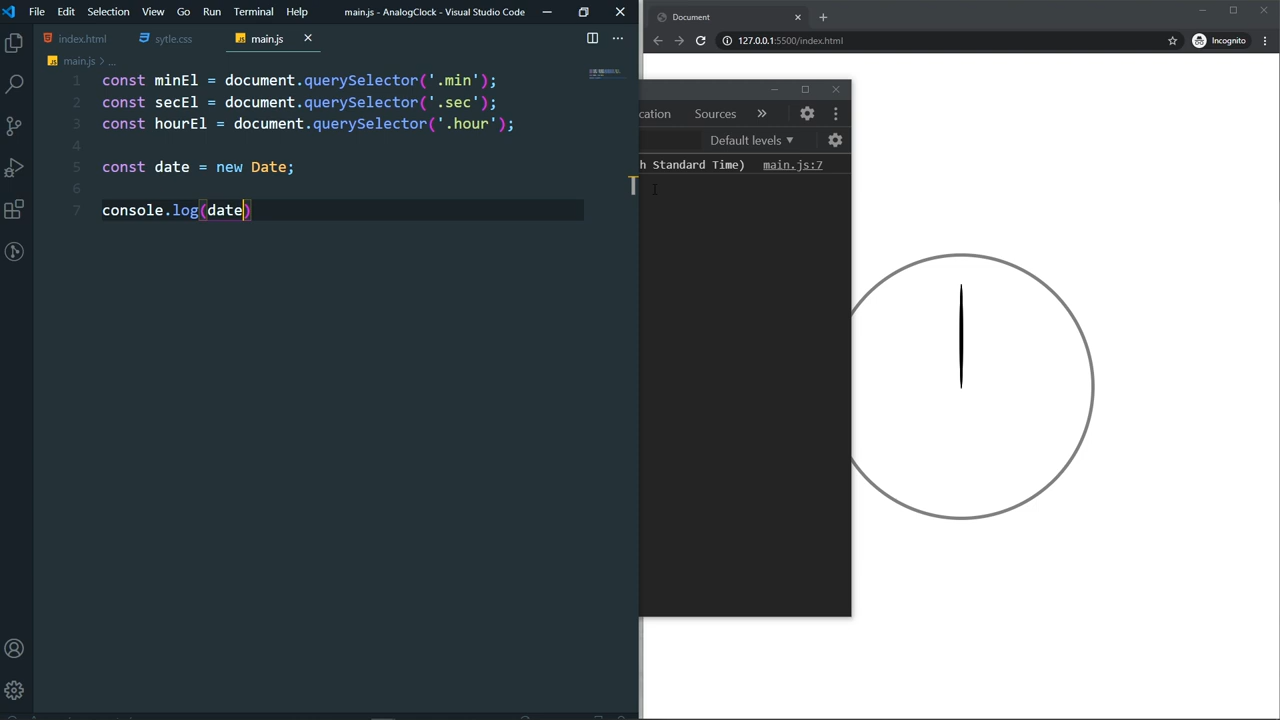 File Edit Selection View Go Run Terminal Help main.js - AnalogClock - Visual Studio Code
index.html sytle.css main.js
main.js > ...
1 const minEl = document.querySelector('.min');
2 const secEl = document.querySelector('.sec');
3 const hourEl = document.querySelector('.hour');
4
5 const date = new Date;
6
7 console.log(date)
Document
127.0.0.1:5500/index.html Incognito
cation Sources
Default levels
h Standard Time) main.js:7